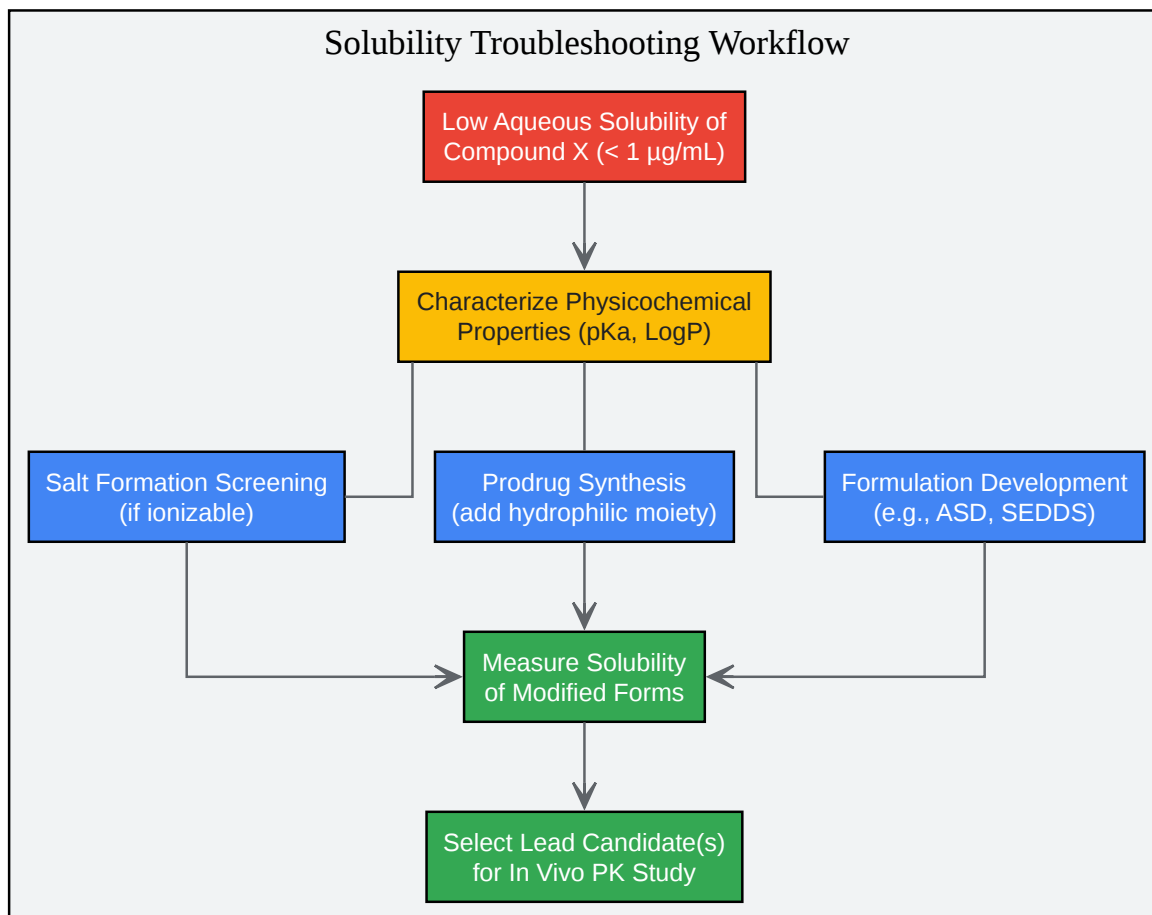 Solubility Troubleshooting Workflow
Low Aqueous Solubility of
Compound X (< 1 µg/mL)
Characterize Physicochemical
Properties (pKa, LogP)
Salt Formation Screening
(if ionizable)
Prodrug Synthesis
(add hydrophilic moiety)
Formulation Development
(e.g., ASD, SEDDS)
Measure Solubility
of Modified Forms
Select Lead Candidate(s)
for In Vivo PK Study